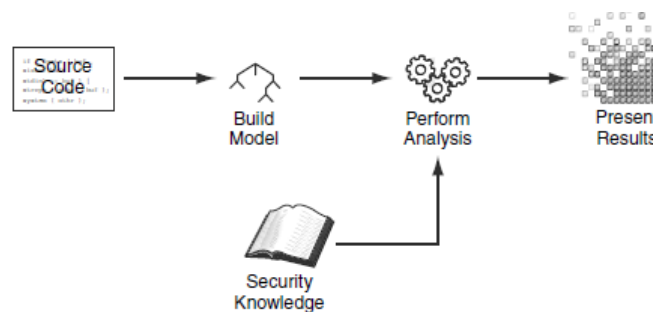 Source
Code
Build
Model
Perform
Analysis
Presen
Results
Security
Knowledge